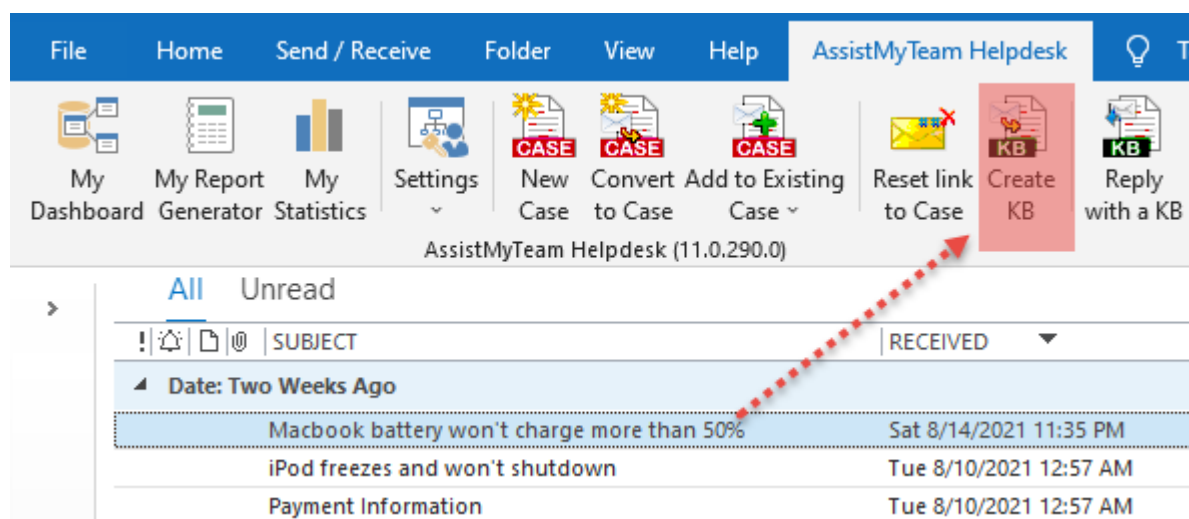 File Home Send / Receive Folder View Help AssistMyTeam Helpdesk T
CASE CASE CASE KB KB
My My Report My Settings New Convert Add to Existing Reset link Create Reply
Dashboard Generator Statistics Case to Case Case to Case KB with a KB
AssistMyTeam Helpdesk (11.0.290.0)
All Unread
! SUBJECT RECEIVED
Date: Two Weeks Ago
Macbook battery won't charge more than 50% Sat 8/14/2021 11:35 PM
iPod freezes and won't shutdown Tue 8/10/2021 12:57 AM
Payment Information Tue 8/10/2021 12:57 AM